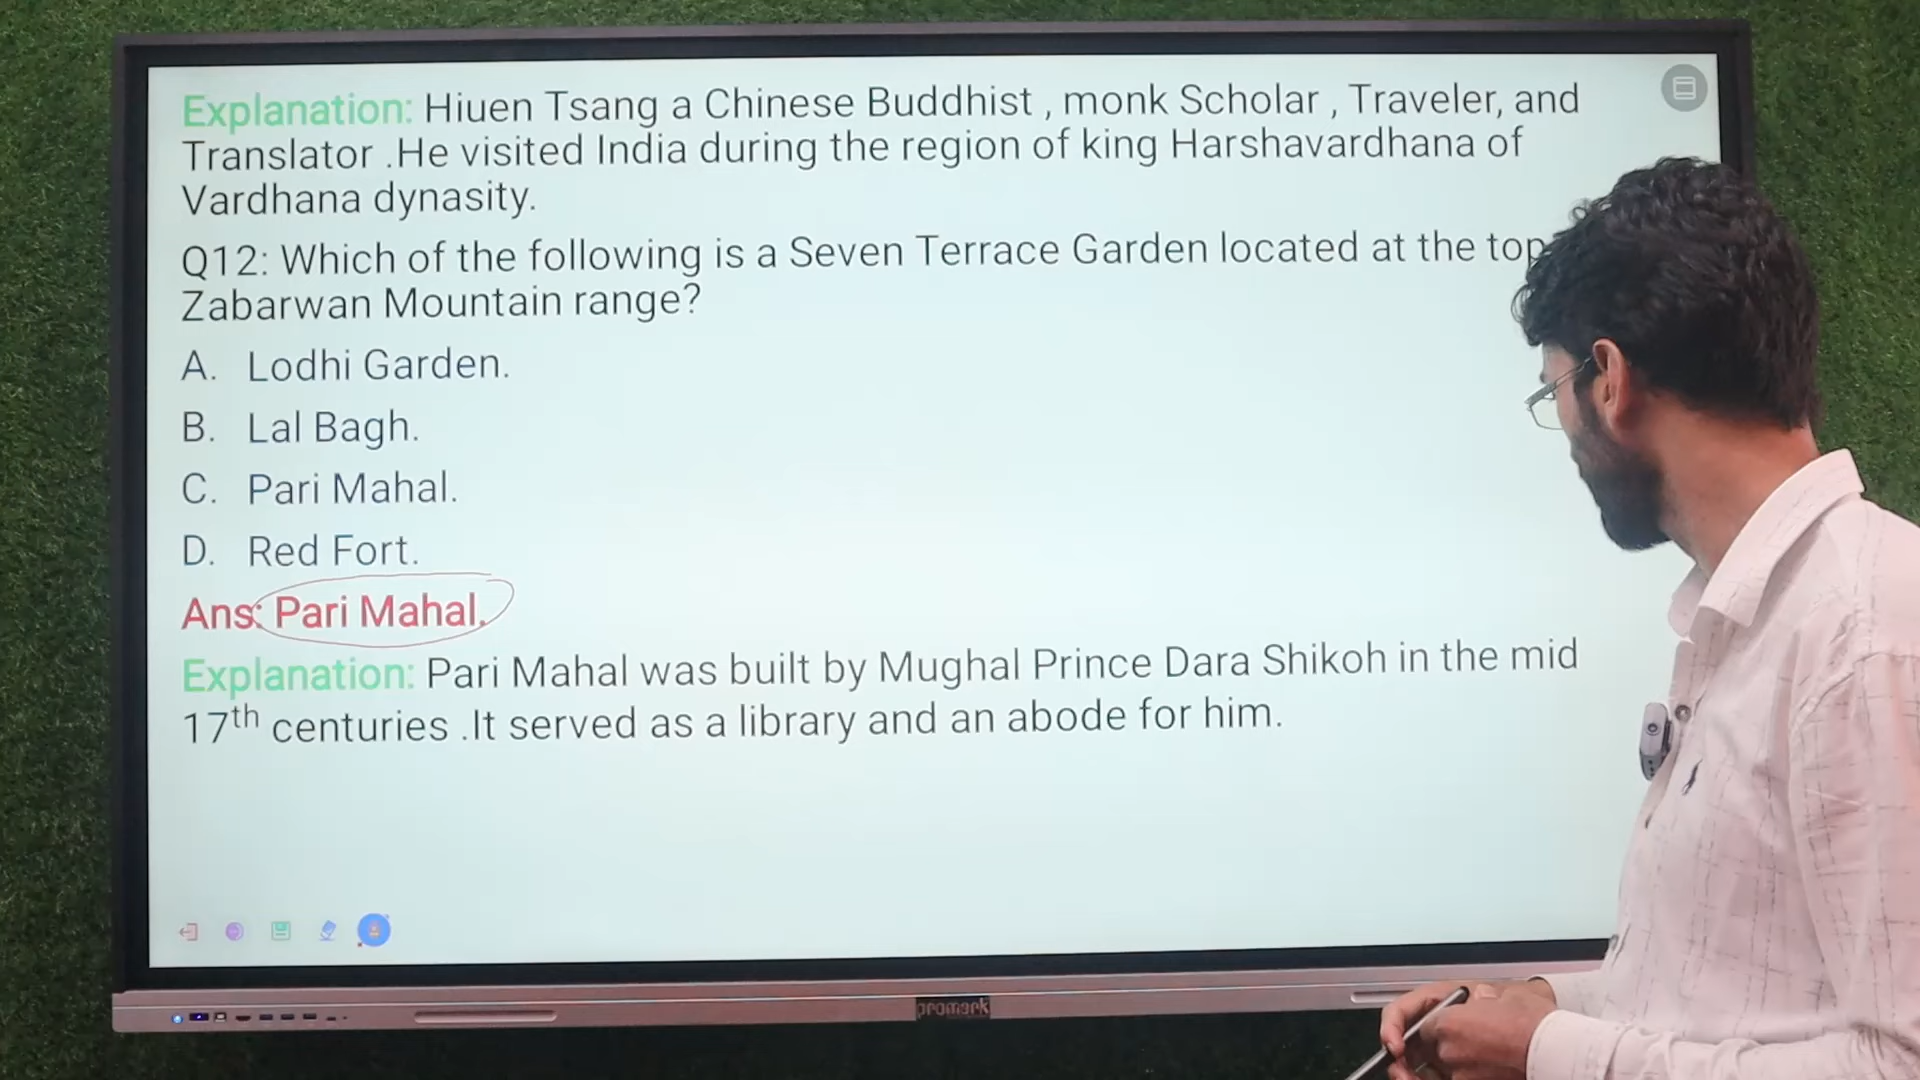 Explanation: Hiuen Tsang a Chinese Buddhist , monk Scholar , Traveler, and
Translator .He visited India during the region of king Harshavardhana of
Vardhana dynasity.
Q12: Which of the following is a Seven Terrace Garden located at the top
Zabarwan Mountain range?
A. Lodhi Garden.
B. Lal Bagh.
C. Pari Mahal.
D. Red Fort.
Ans: Pari Mahal.
Explanation: Pari Mahal was built by Mughal Prince Dara Shikoh in the mid
17th centuries .It served as a library and an abode for him.
promark